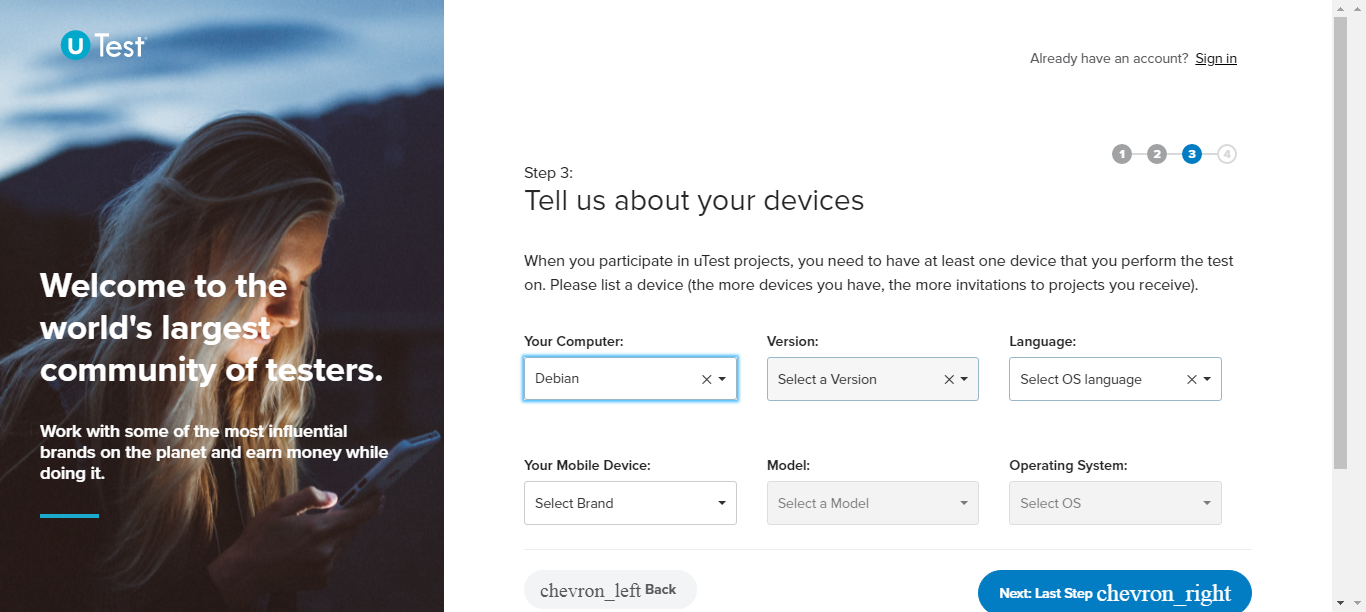 U Test
Already have an account? Sign in
1 2 3 4
Step 3:
Tell us about your devices
When you participate in uTest projects, you need to have at least one device that you perform the test
on. Please list a device (the more devices you have, the more invitations to projects you receive).
Your Computer: Version: Language:
Debian Select a Version Select OS language
Your Mobile Device: Model: Operating System:
Select Brand Select a Model Select OS
chevron_left Back Next: Last Step chevron_right
Welcome to the
world's largest
community of testers.
Work with some of the most influential
brands on the planet and earn money while
doing it.